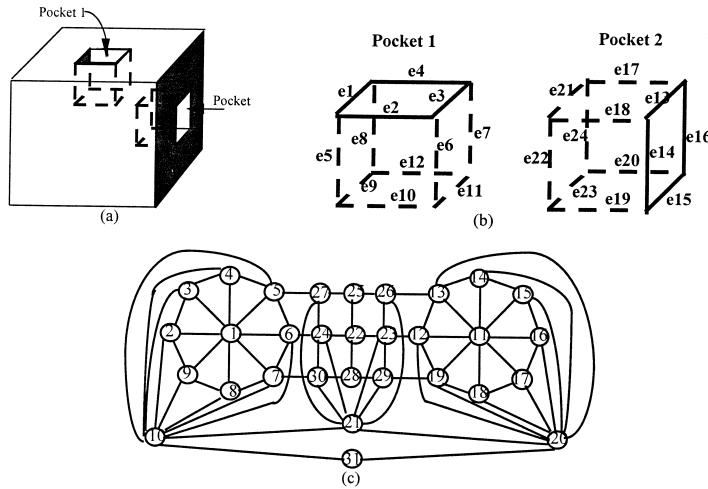 Pocket 1
Pocket
(a)
Pocket 1
e4
e1
e3
e2
e5
e8
e6
e7
e12
e9
e10
e11
(b)
Pocket 2
e17
e21
e13
e18
e24
e14
e16
e22
e20
e23
e19
e15
4
3
5
27
25
26
13
14
15
2
1
6
24
22
23
12
11
16
9
8
7
30
28
29
19
18
17
10
21
20
31
(c)